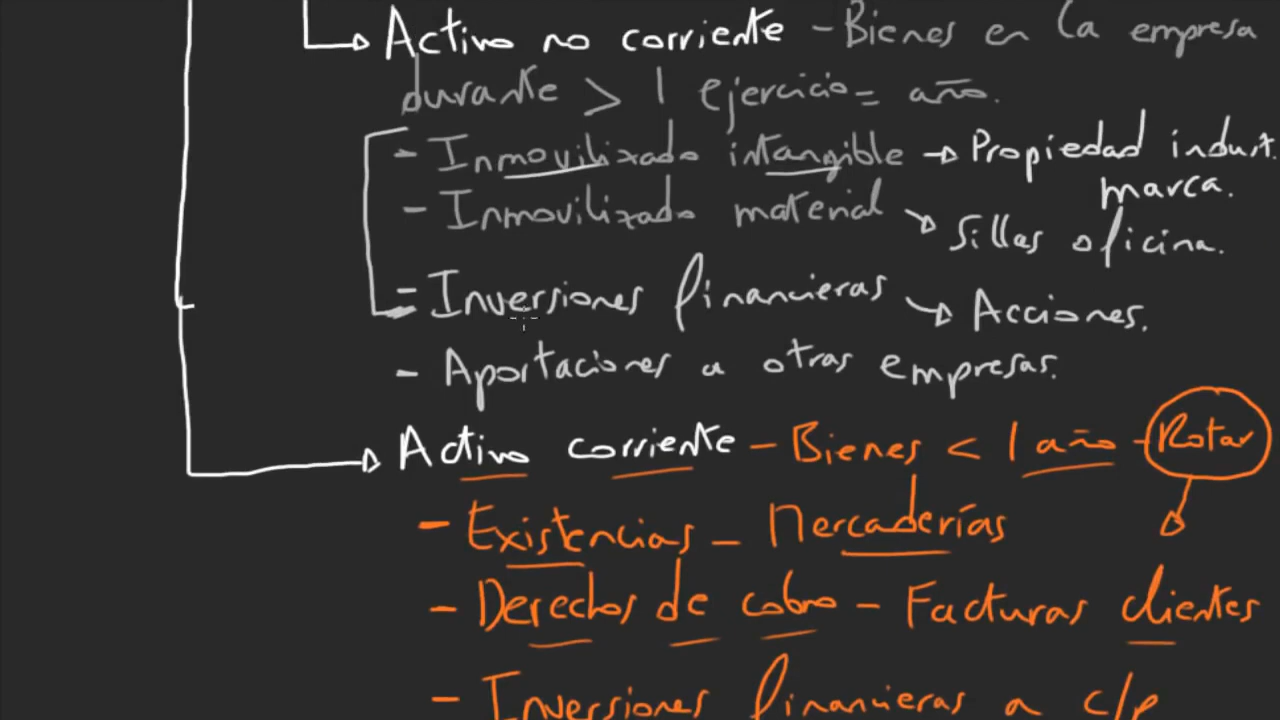 Activo no corriente - Bienes en la empresa
durante > 1 ejercicio = año.
- Inmovilizado intangible → Propiedad indust.
marca.
- Inmovilizado material → Sillas oficina.
- Inversiones financieras → Acciones.
- Aportaciones a otras empresas.
Activo corriente - Bienes < 1 año - Rotar
- Existencias - Mercaderías
- Derechos de cobro - Facturas clientes
- Inversiones financieras a c/p